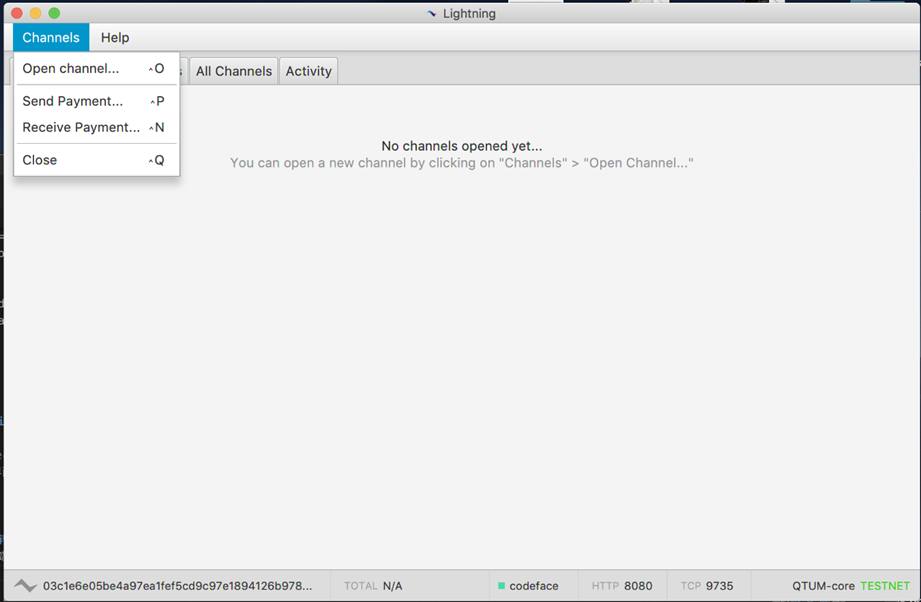 Lightning
Channels Help
Open channel... ^O
All Channels Activity
Send Payment... ^P
Receive Payment... ^N
No channels opened yet...
Close ^Q
You can open a new channel by clicking on "Channels" > "Open Channel..."
03c1e6e05be4a97ea1fef5cd9c97e1894126b978... TOTAL N/A codeface HTTP 8080 TCP 9735 QTUM-core TESTNET